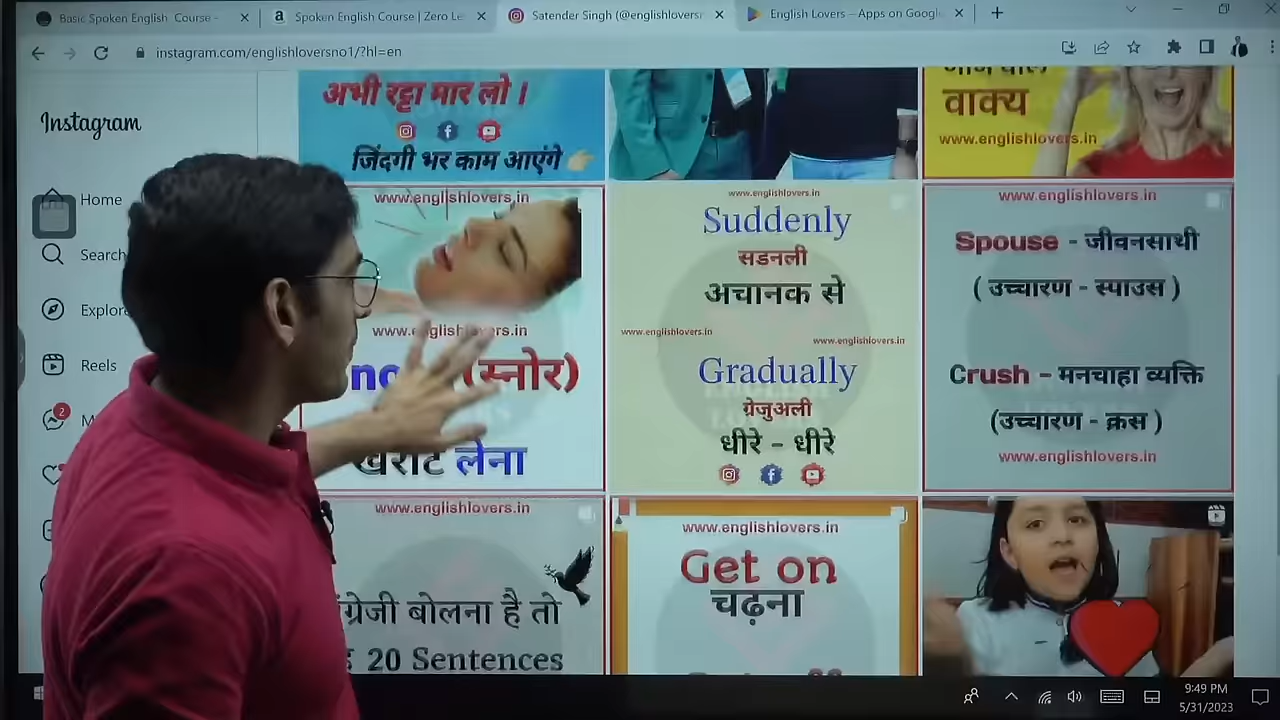 Basic Spoken English Course -
Spoken English Course | Zero Le
Satender Singh (@englishlovers
English Lovers – Apps on Google
instagram.com/englishloversno1/?hl=en
Instagram
Home
Search
Explore
Reels
2
अभी रट्टा मार लो ।
जिंदगी भर काम आएंगे
वाक्य
www.englishlovers.in
www.englishlovers.in
www.englishlovers.in
(स्नोर)
खर्राटे लेना
www.englishlovers.in
Suddenly
सडनली
अचानक से
www.englishlovers.in
www.englishlovers.in
Gradually
ग्रेजुअली
धीरे - धीरे
www.englishlovers.in
Spouse - जीवनसाथी
( उच्चारण - स्पाउस )
Crush - मनचाहा व्यक्ति
(उच्चारण - क्रस )
www.englishlovers.in
www.englishlovers.in
बोलना है तो
20 Sentences
www.englishlovers.in
Get on
चढ़ना
9:49 PM
5/31/2023